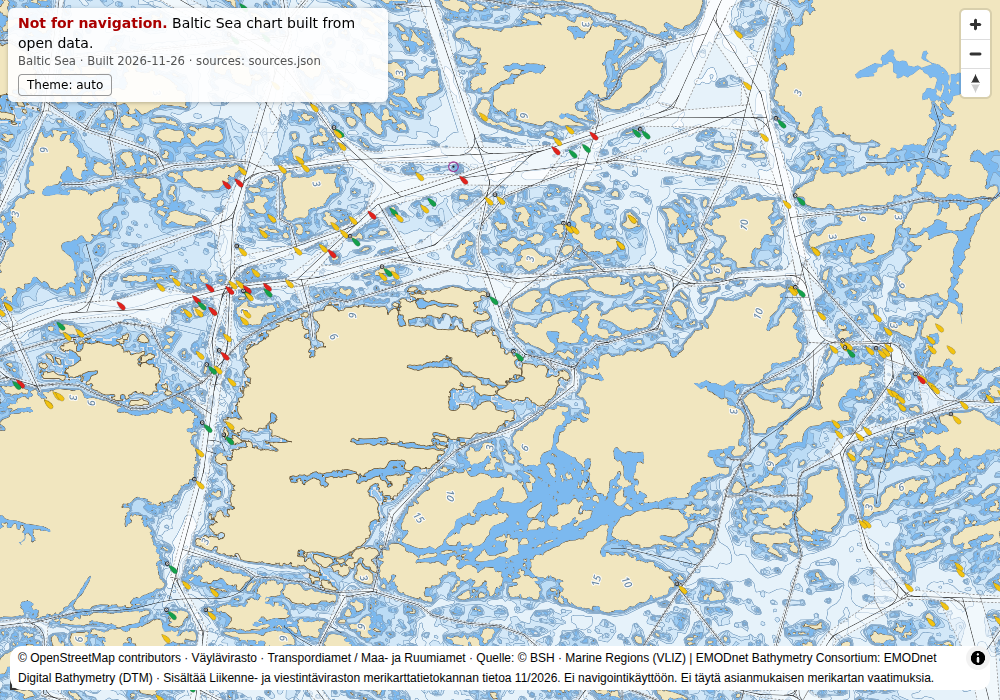 Not for navigation. Baltic Sea chart built from
open data.
Baltic Sea · Built 2026-11-26 · sources: sources.json
Theme: auto
© OpenStreetMap contributors · Väylävirasto · Transpordiamet / Maa- ja Ruumiamet · Quelle: © BSH · Marine Regions (VLIZ) | EMODnet Bathymetry Consortium: EMODnet
Digital Bathymetry (DTM) · Sisältää Liikenne- ja viestintäviraston merikarttatietokannan tietoa 11/2026. Ei navigointikäyttöön. Ei täytä asianmukaisen merikartan vaatimuksia.